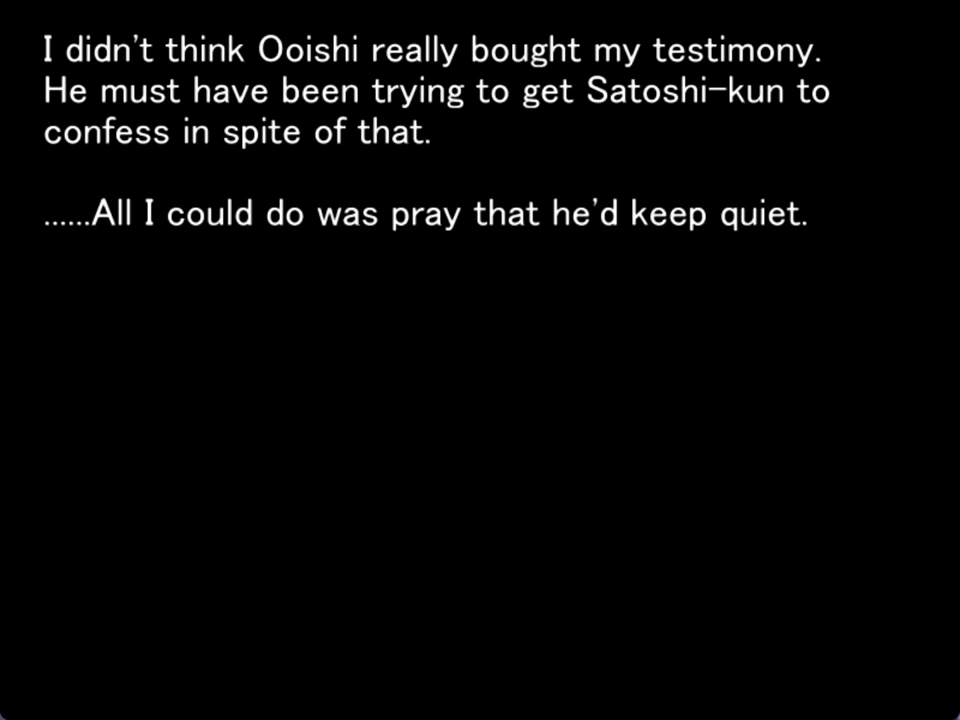 I didn't think Ooishi really bought my testimony.
He must have been trying to get Satoshi-kun to
confess in spite of that.
......All I could do was pray that he'd keep quiet.